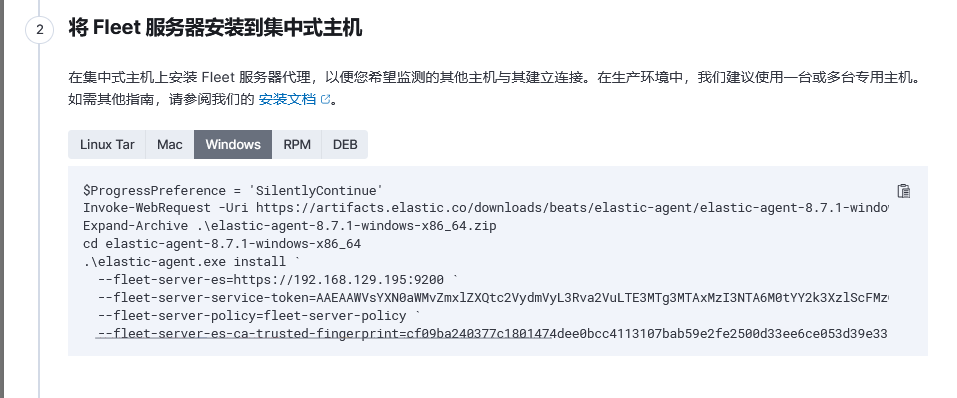 2
将 Fleet 服务器安装到集中式主机
在集中式主机上安装 Fleet 服务器代理，以便您希望监测的其他主机与其建立连接。在生产环境中，我们建议使用一台或多台专用主机。
如需其他指南，请参阅我们的 安装文档。
Linux Tar Mac Windows RPM DEB
$ProgressPreference = 'SilentlyContinue'
Invoke-WebRequest -Uri https://artifacts.elastic.co/downloads/beats/elastic-agent/elastic-agent-8.7.1-windo
Expand-Archive .\elastic-agent-8.7.1-windows-x86_64.zip
cd elastic-agent-8.7.1-windows-x86_64
.\elastic-agent.exe install `
--fleet-server-es=https://192.168.129.195:9200 `
--fleet-server-service-token=AAEAAWVsYXN0aWMvZmxlZXQtc2VydmVyL3Rva2VuLTE3MTg3MTAxMzI3NTA6M0tYY2k3XzlScFMz
--fleet-server-policy=fleet-server-policy `
--fleet-server-es-ca-trusted-fingerprint=cf09ba240377c1801474dee0bcc4113107bab59e2fe2500d33ee6ce053d39e33